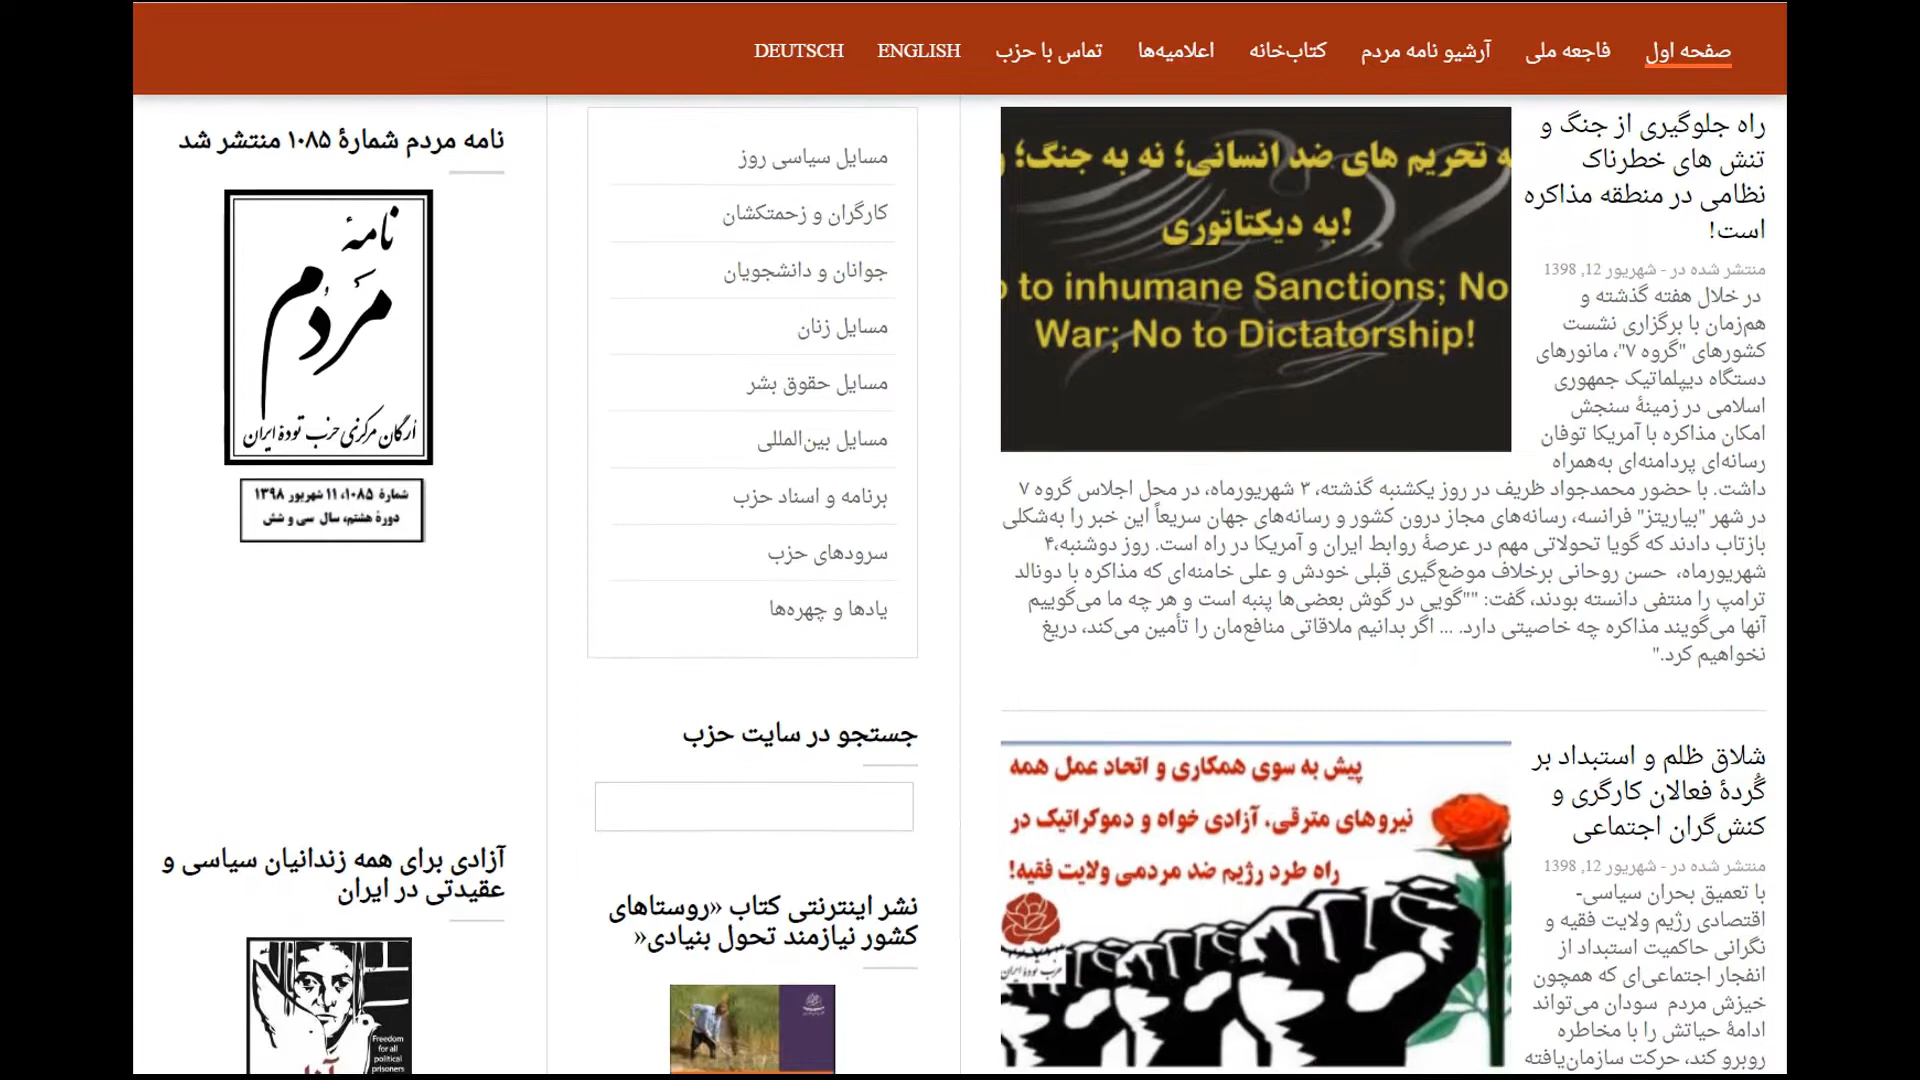 صفحه اول
فاجعه ملی
آرشیو نامه مردم
کتاب‌خانه
اعلامیه‌ها
تماس با حزب
ENGLISH
DEUTSCH
راه جلوگیری از جنگ و
تنش های خطرناک
نظامی در منطقه مذاکره
است!
منتشر شده در - شهریور 12, 1398
در خلال هفته گذشته و
هم‌زمان با برگزاری نشست
کشورهای "گروه ۷"، مانورهای
دستگاه دیپلماتیک جمهوری
اسلامی در زمینهٔ سنجش
امکان مذاکره با آمریکا توفان
رسانه‌ای پردامنه‌ای به‌همراه
داشت. با حضور محمدجواد ظریف در روز یکشنبه گذشته، ۳ شهریورماه، در محل اجلاس گروه ۷
در شهر "بیاریتز" فرانسه، رسانه‌های مجاز درون کشور و رسانه‌های جهان سریعاً این خبر را به‌شکلی
بازتاب دادند که گویا تحولاتی مهم در عرصهٔ روابط ایران و آمریکا در راه است. روز دوشنبه،۴
شهریورماه،  حسن روحانی برخلاف موضع‌گیری قبلی خودش و علی خامنه‌ای که مذاکره با دونالد
ترامپ را منتفی دانسته بودند، گفت: ""گویی در گوش بعضی‌ها پنبه است و هر چه ما می‌گوییم
آنها می‌گویند مذاکره چه خاصیتی دارد. ... اگر بدانیم ملاقاتی منافع‌مان را تأمین می‌کند، دریغ
نخواهیم کرد."
ه تحریم های ضد انسانی؛ نه به جنگ؛ و
به دیکتاتوری!
to inhumane Sanctions; No
War; No to Dictatorship!
شلاق ظلم و استبداد بر
گُردهٔ فعالان کارگری و
کنش‌گران اجتماعی
منتشر شده در - شهریور 12, 1398
با تعمیق بحران سیاسی-
اقتصادی رژیم ولایت فقیه و
نگرانی حاکمیت استبداد از
انفجار اجتماعی‌ای که همچون
خیزش مردم  سودان می‌تواند
ادامهٔ حیاتش را با مخاطره
روبرو کند، حرکت سازمان‌یافته
پیش به سوی همکاری و اتحاد عمل همه
نیروهای مترقی، آزادی خواه و دموکراتیک در
راه طرد رژیم ضد مردمی ولایت فقیه!
حزب تودهٔ ایران
مسایل سیاسی روز
کارگران و زحمتکشان
جوانان و دانشجویان
مسایل زنان
مسایل حقوق بشر
مسایل بین‌المللی
برنامه و اسناد حزب
سرودهای حزب
یادها و چهره‌ها
جستجو در سایت حزب
نشر اینترنتی کتاب «روستاهای
کشور نیازمند تحول بنیادی«
نامه مردم شمارهٔ ۱۰۸۵ منتشر شد
نامهٔ
مردم
ارگان مرکزی حزب تودهٔ ایران
شمارهٔ ۱۰۸۵، ۱۱ شهریور ۱۳۹۸
دورهٔ هشتم، سال سی و شش
آزادی برای همه زندانیان سیاسی و
عقیدتی در ایران
Freedom
for all
political
prisoners